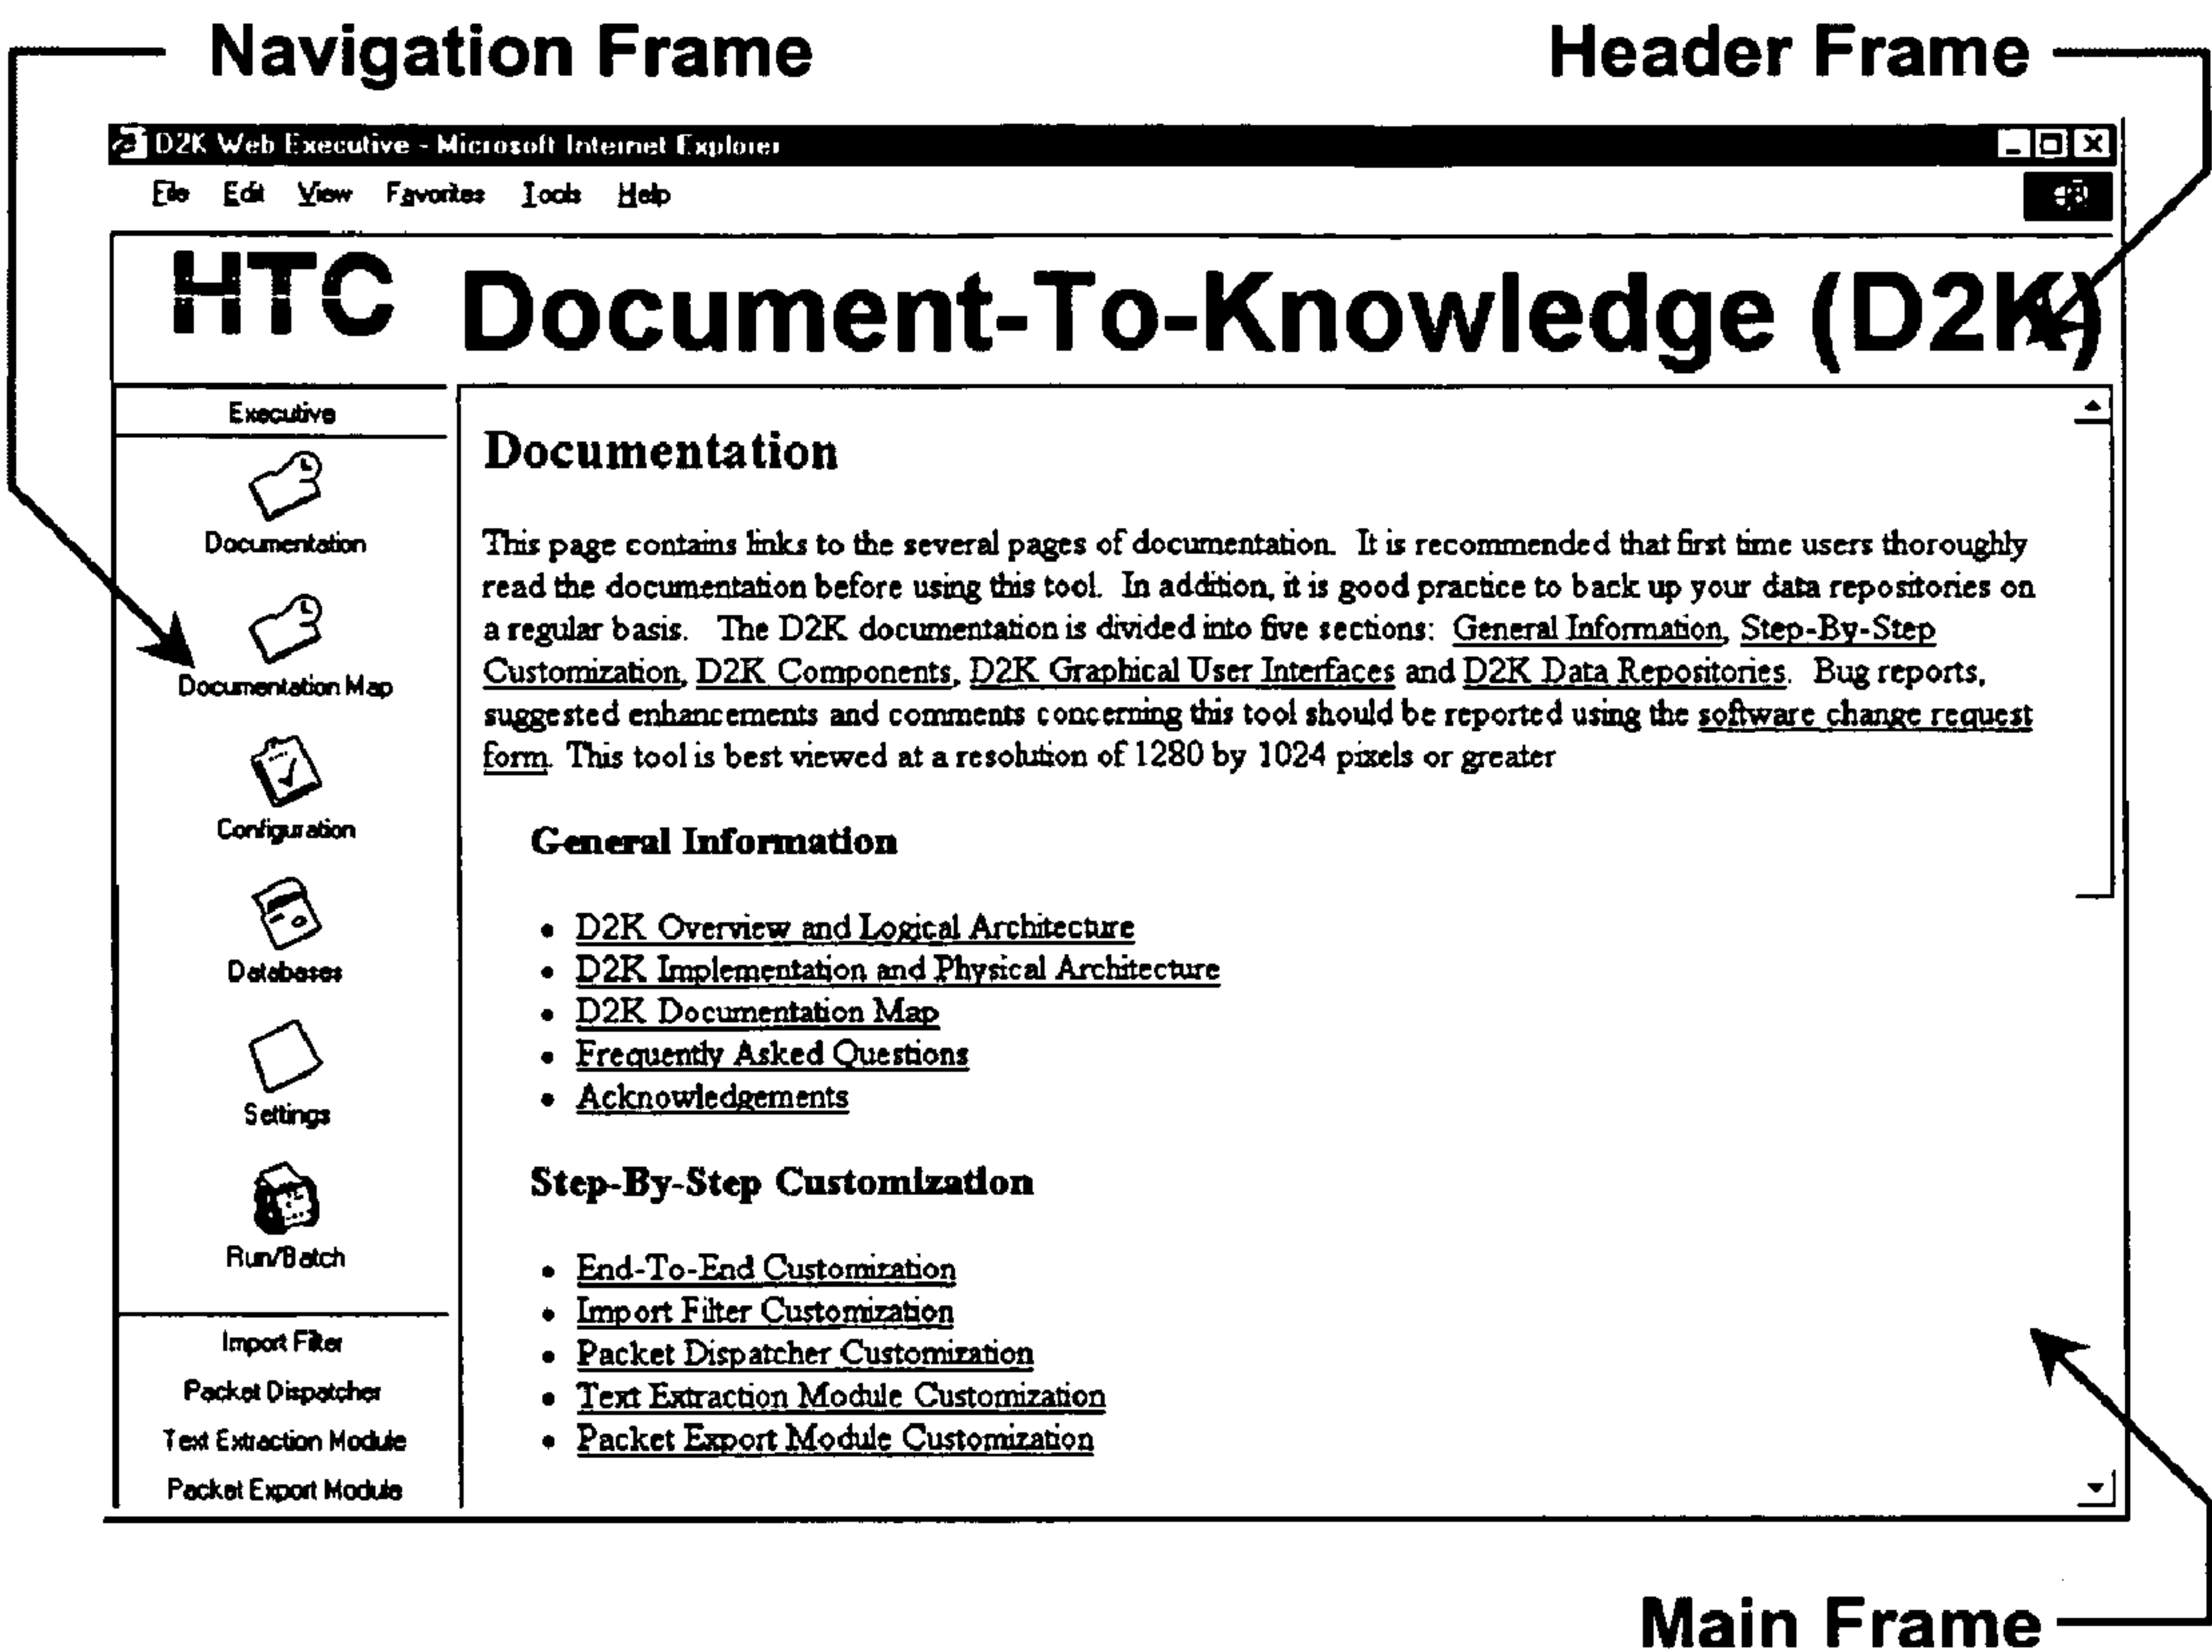 Navigation Frame
Header Frame
D2K Web Executive - Microsoft Internet Explorer
File Edit View Favorites Tools Help
HTC Document-To-Knowledge (D2K)
Executive
Documentation
Documentation Map
Configuration
Databases
Settings
Run/Batch
Import Filter
Packet Dispatcher
Text Extraction Module
Packet Export Module
Documentation
This page contains links to the several pages of documentation. It is recommended that first time users thoroughly
read the documentation before using this tool. In addition, it is good practice to back up your data repositories on
a regular basis. The D2K documentation is divided into five sections: General Information, Step-By-Step
Customization, D2K Components, D2K Graphical User Interfaces and D2K Data Repositories. Bug reports,
suggested enhancements and comments concerning this tool should be reported using the software change request
form. This tool is best viewed at a resolution of 1280 by 1024 pixels or greater
General Information
• D2K Overview and Logical Architecture
• D2K Implementation and Physical Architecture
• D2K Documentation Map
• Frequently Asked Questions
• Acknowledgements
Step-By-Step Customization
• End-To-End Customization
• Import Filter Customization
• Packet Dispatcher Customization
• Text Extraction Module Customization
• Packet Export Module Customization
Main Frame